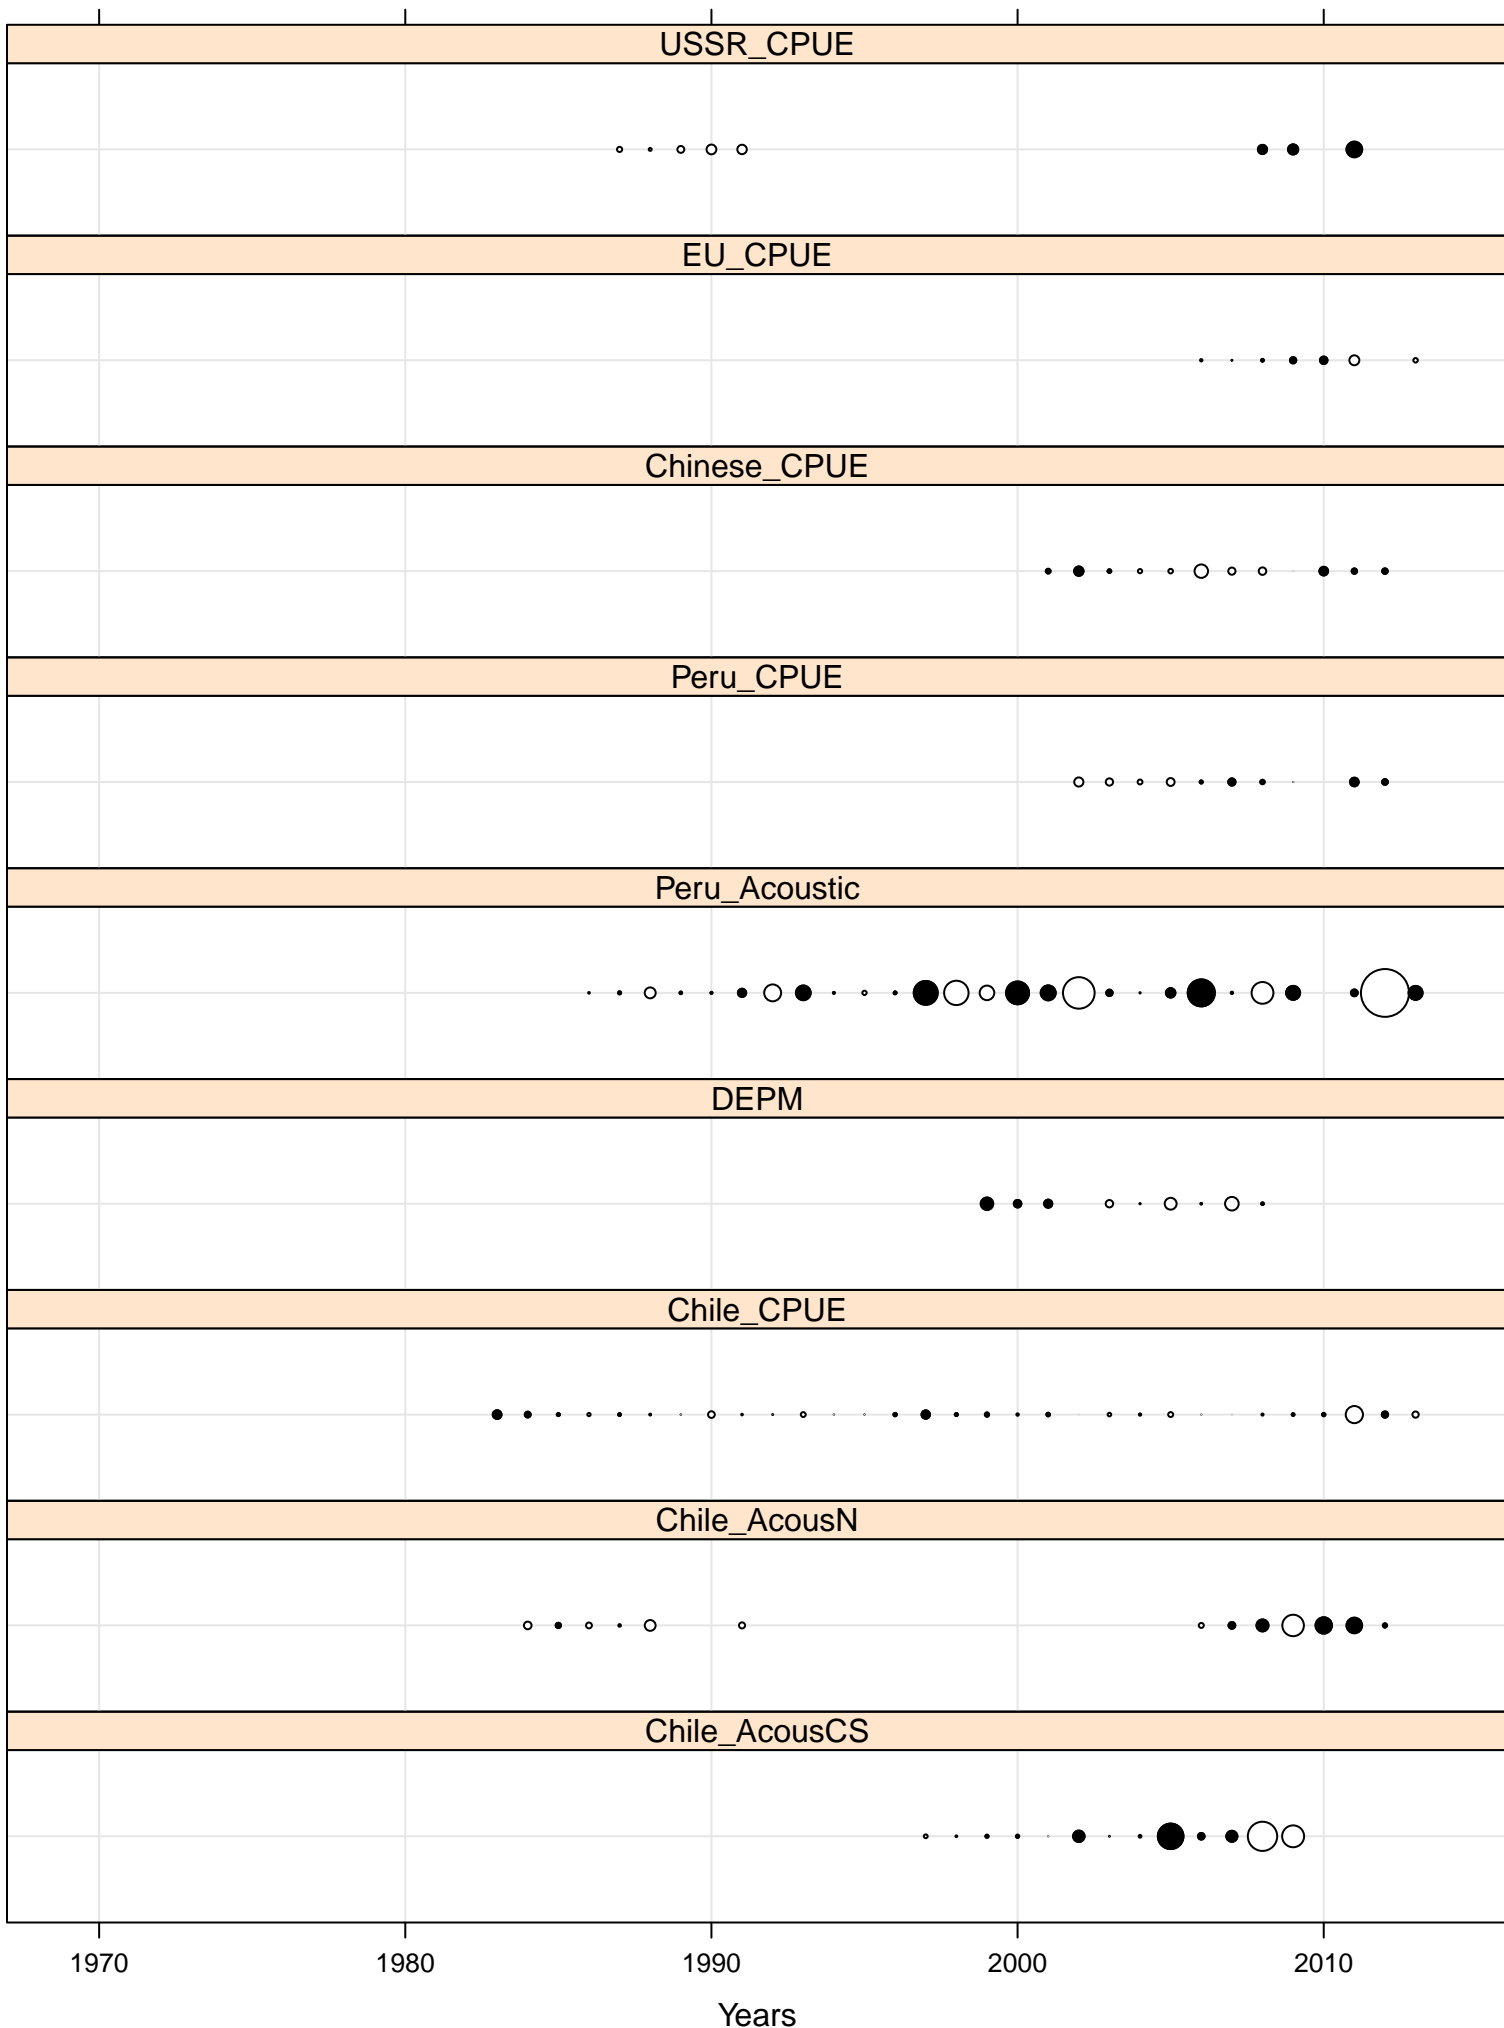 USSR_CPUE
EU_CPUE
Chinese_CPUE
Peru_CPUE
Peru_Acoustic
DEPM
Chile_CPUE
Chile_AcousN
Chile_AcousCS
1970 1980 1990 2000 2010
Years